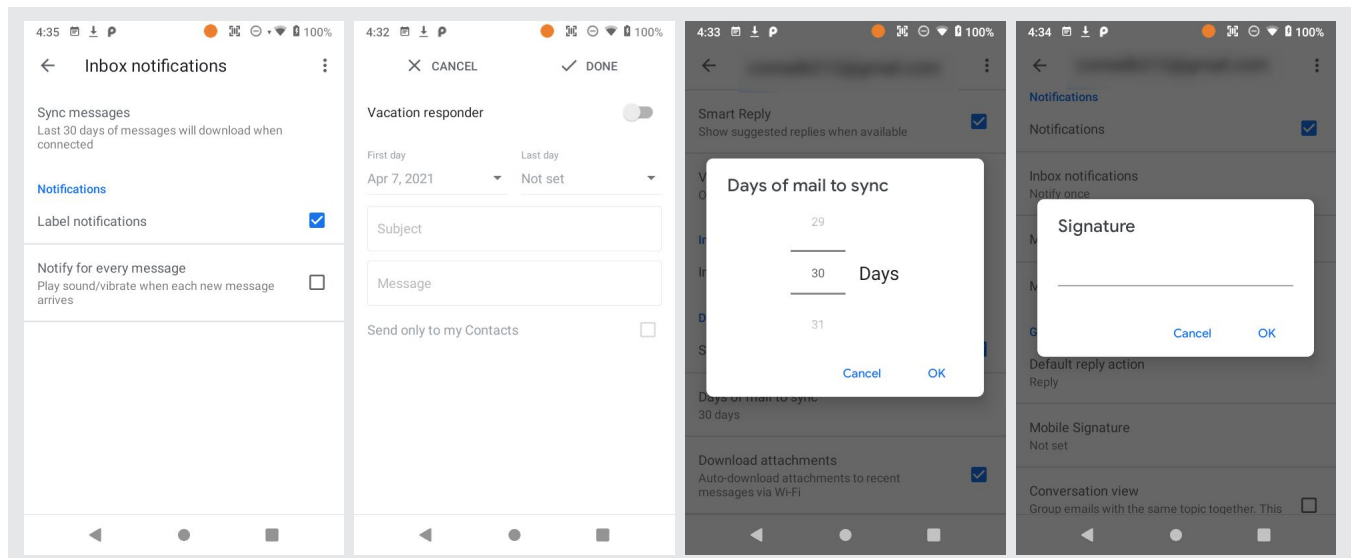 4:35
100%
Inbox notifications
Sync messages
Last 30 days of messages will download when
connected
Notifications
Label notifications
Notify for every message
Play sound/vibrate when each new message
arrives
4:32
100%
CANCEL
DONE
Vacation responder
First day
Last day
Apr 7, 2021
Not set
Subject
Message
Send only to my Contacts
4:33
100%
Smart Reply
Show suggested replies when available
Days of mail to sync
29
30 Days
31
Cancel
OK
Days of mail to sync
30 days
Download attachments
Auto-download attachments to recent
messages via Wi-Fi
4:34
100%
Notifications
Notifications
Inbox notifications
Notify once
Signature
Cancel
OK
Default reply action
Reply
Mobile Signature
Not set
Conversation view
Group emails with the same topic together. This